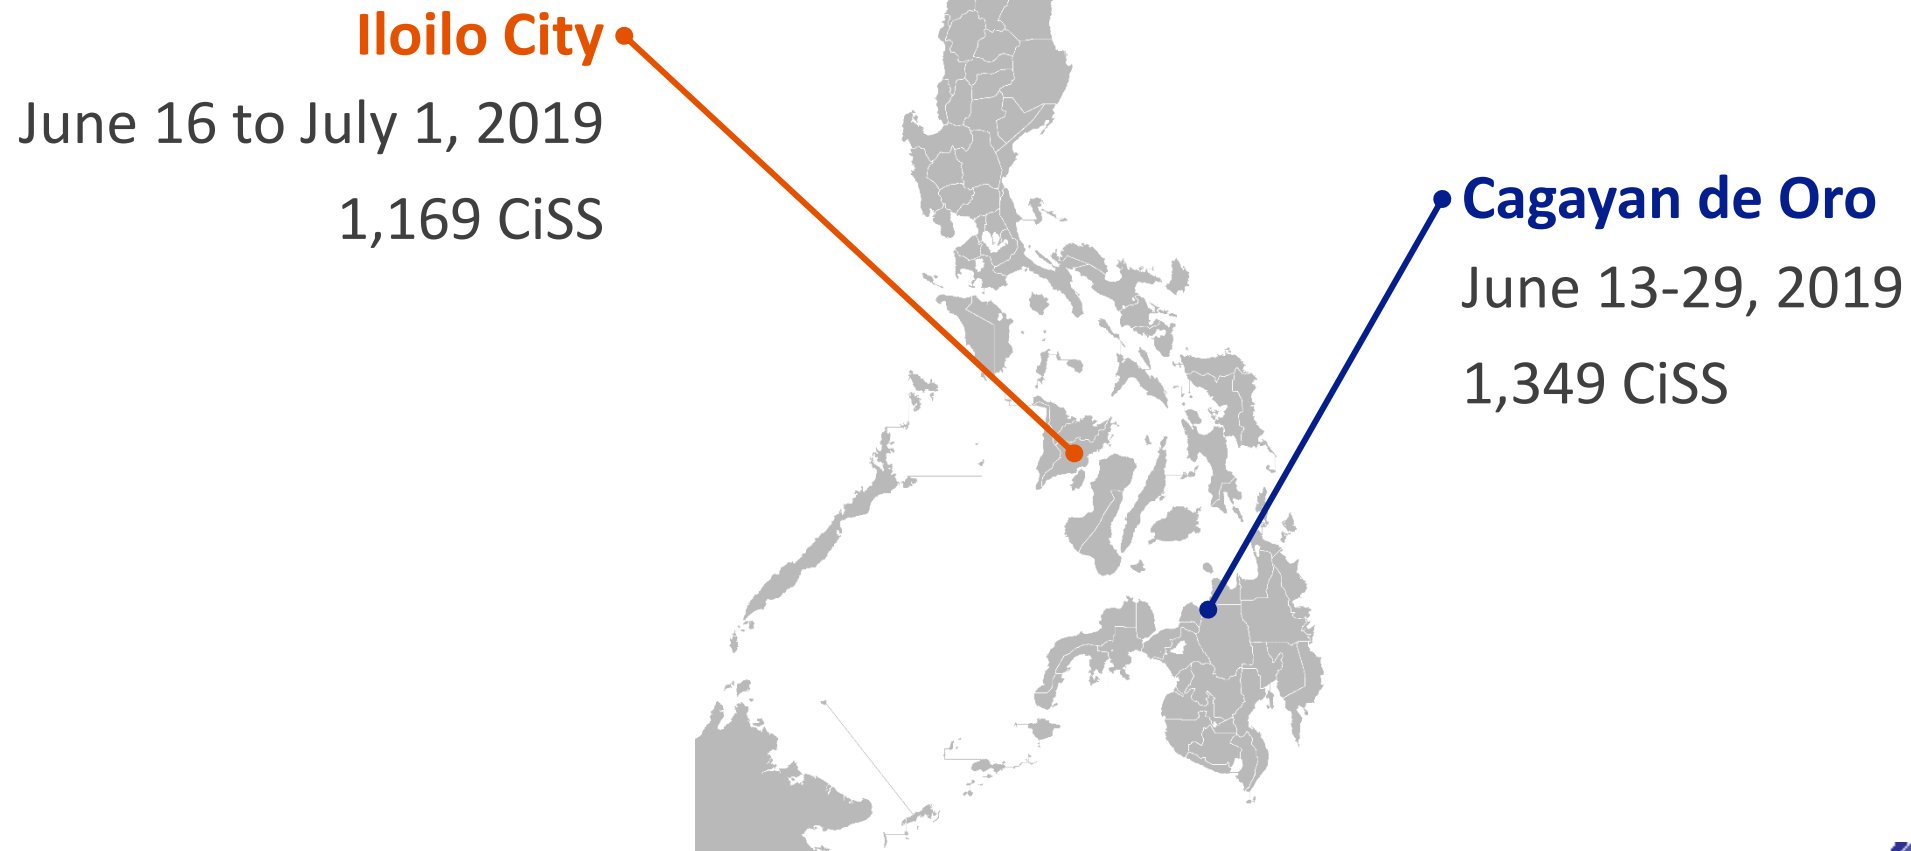 Iloilo City
June 16 to July 1, 2019
1,169 CiSS
Cagayan de Oro
June 13-29, 2019
1,349 CiSS